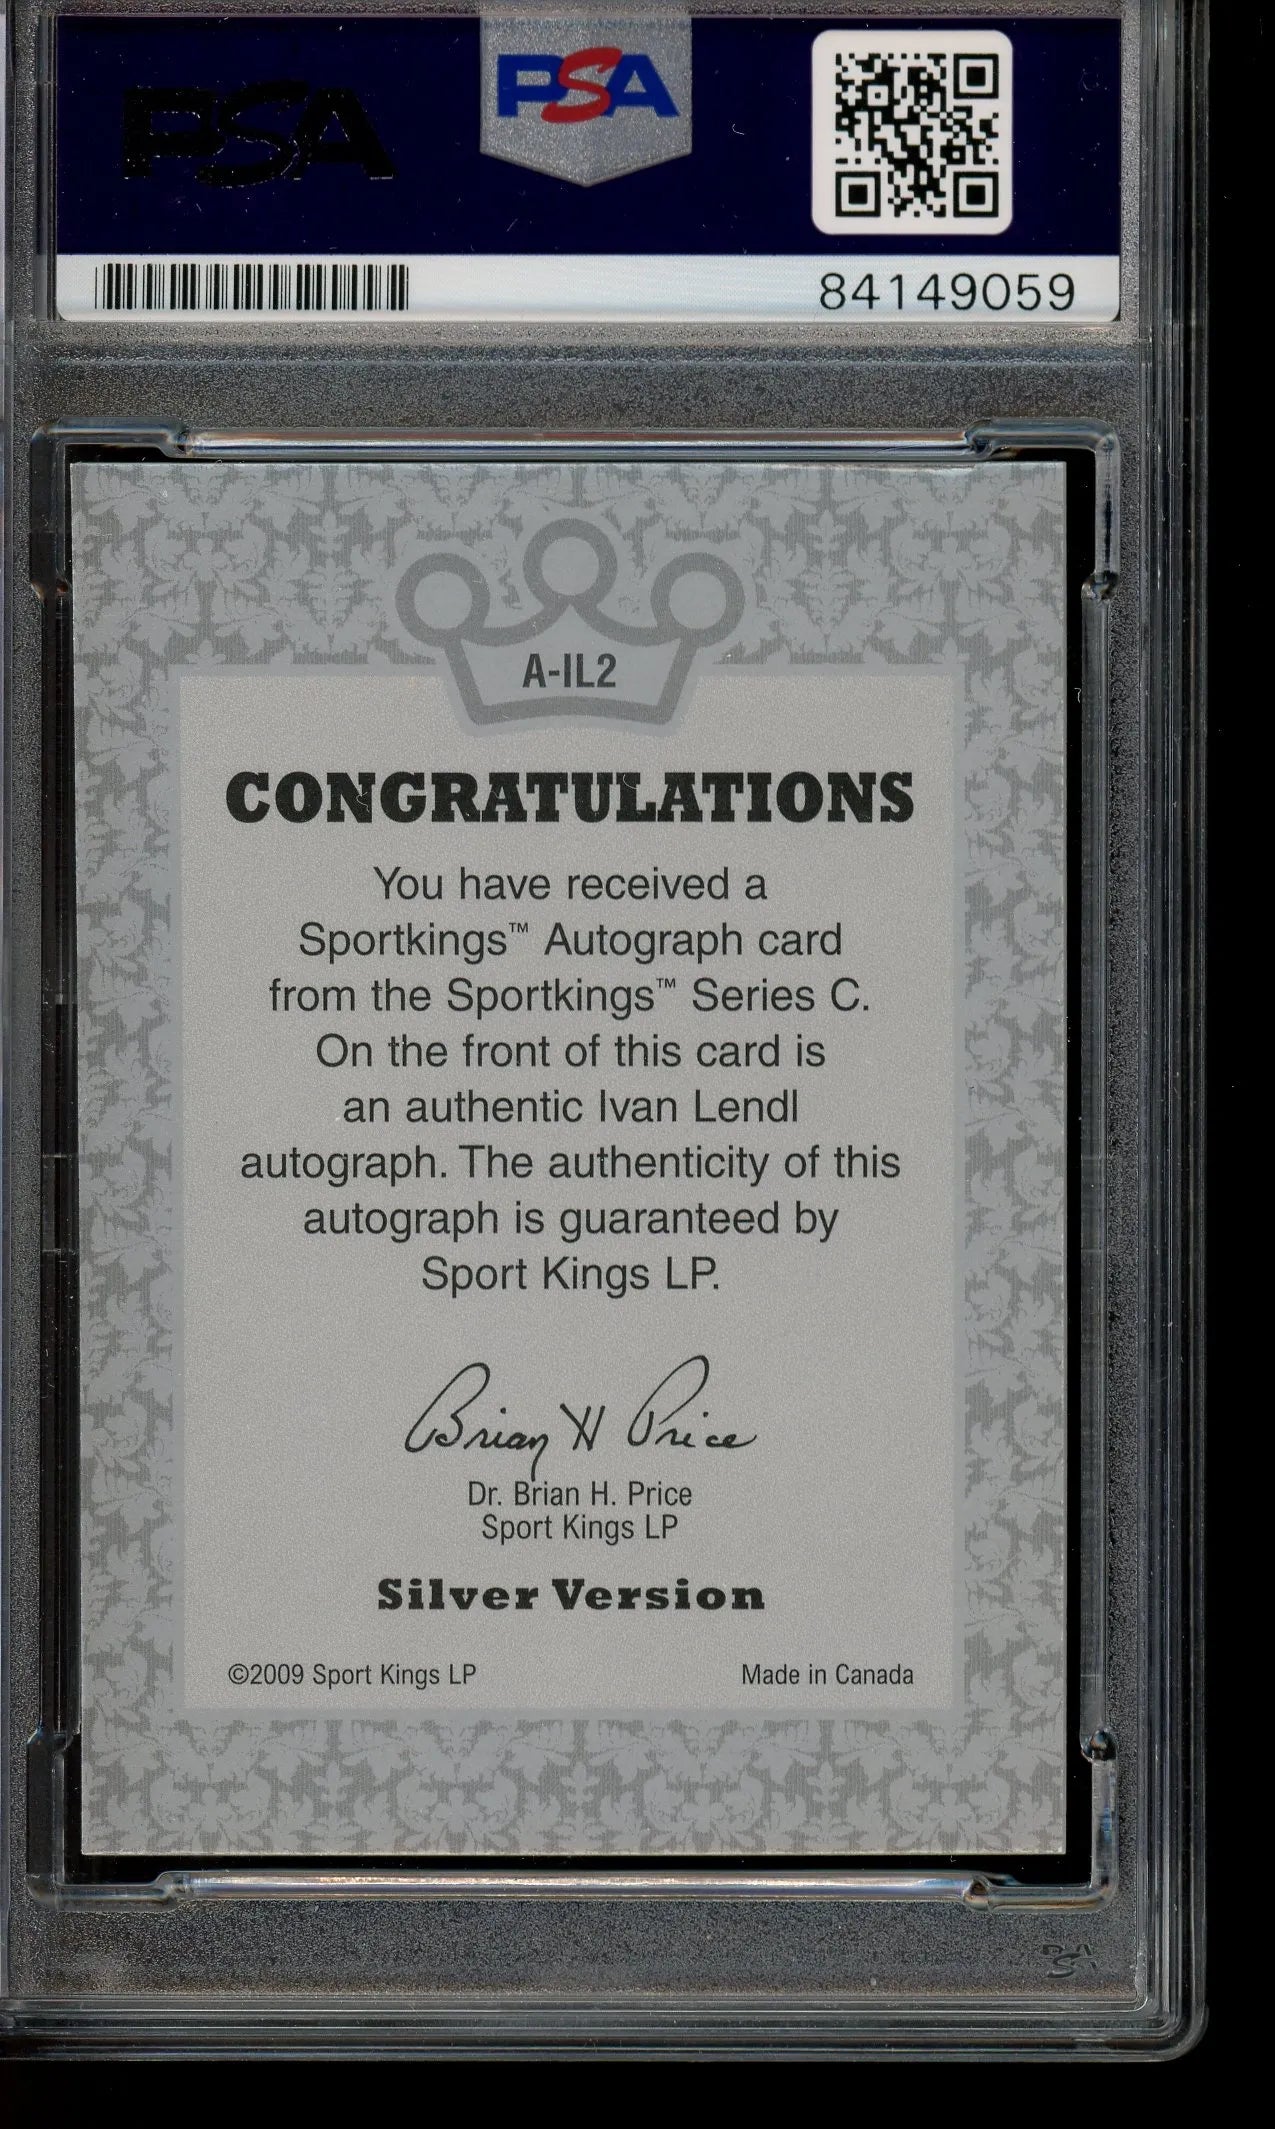 PSA
PSA
84149059
A-IL2
CONGRATULATIONS
You have received a
Sportkings™ Autograph card
from the Sportkings™ Series C.
On the front of this card is
an authentic Ivan Lendl
autograph. The authenticity of this
autograph is guaranteed by
Sport Kings LP.
Brian H Price
Dr. Brian H. Price
Sport Kings LP
Silver Version
©2009 Sport Kings LP
Made in Canada
PSA